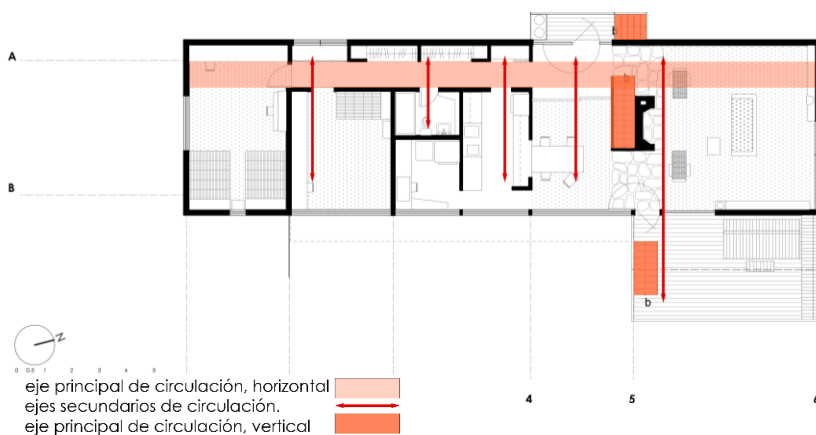 A
B
b
b
N
0 0.5 1 2 3 4 5
4
5
6
eje principal de circulación, horizontal
ejes secundarios de circulación.
eje principal de circulación, vertical